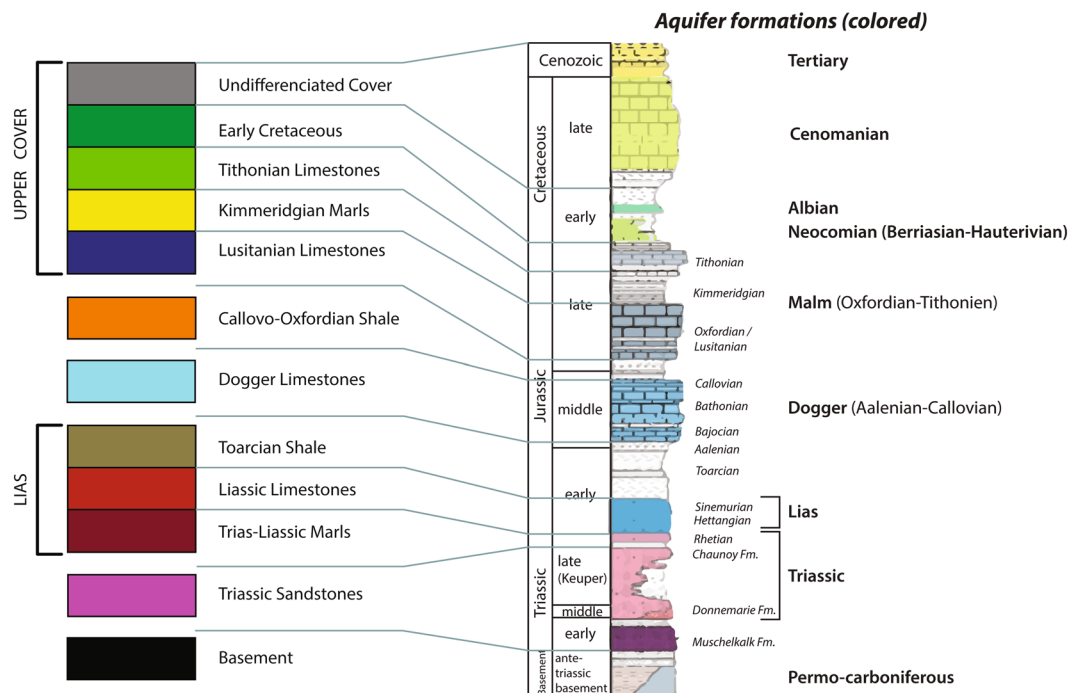 Aquifer formations (colored)
UPPER COVER
Undifferenciated Cover
Early Cretaceous
Tithonian Limestones
Kimmeridgian Marls
Lusitanian Limestones
Callovo-Oxfordian Shale
Dogger Limestones
LIAS
Toarcian Shale
Liassic Limestones
Trias-Liassic Marls
Triassic Sandstones
Basement
Cenozoic
Cretaceous
late
early
Jurassic
late
middle
early
Triassic
late
(Keuper)
middle
early
Basement
ante-
triassic
basement
Tithonian
Kimmeridgian
Oxfordian /
Lusitanian
Callovian
Bathonian
Bajocian
Aalenian
Toarcian
Sinemurian
Hettangian
Rhetian
Chaunoy Fm.
Donnemarie Fm.
Muschelkalk Fm.
Tertiary
Cenomanian
Albian
Neocomian (Berriasian-Hauterivian)
Malm (Oxfordian-Tithonien)
Dogger (Aalenian-Callovian)
Lias
Triassic
Permo-carboniferous